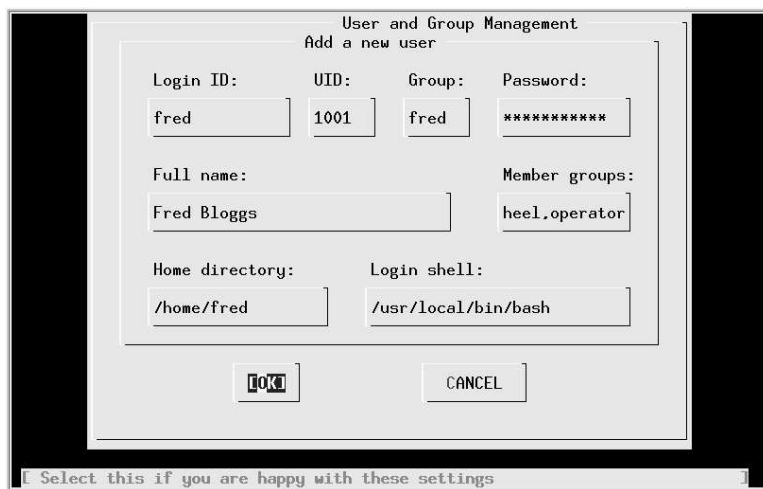 User and Group Management
Add a new user
Login ID: UID: Group: Password:
fred 1001 fred ***********
Full name: Member groups:
Fred Bloggs heel,operator
Home directory: Login shell:
/home/fred /usr/local/bin/bash
[OK] CANCEL
[ Select this if you are happy with these settings ]